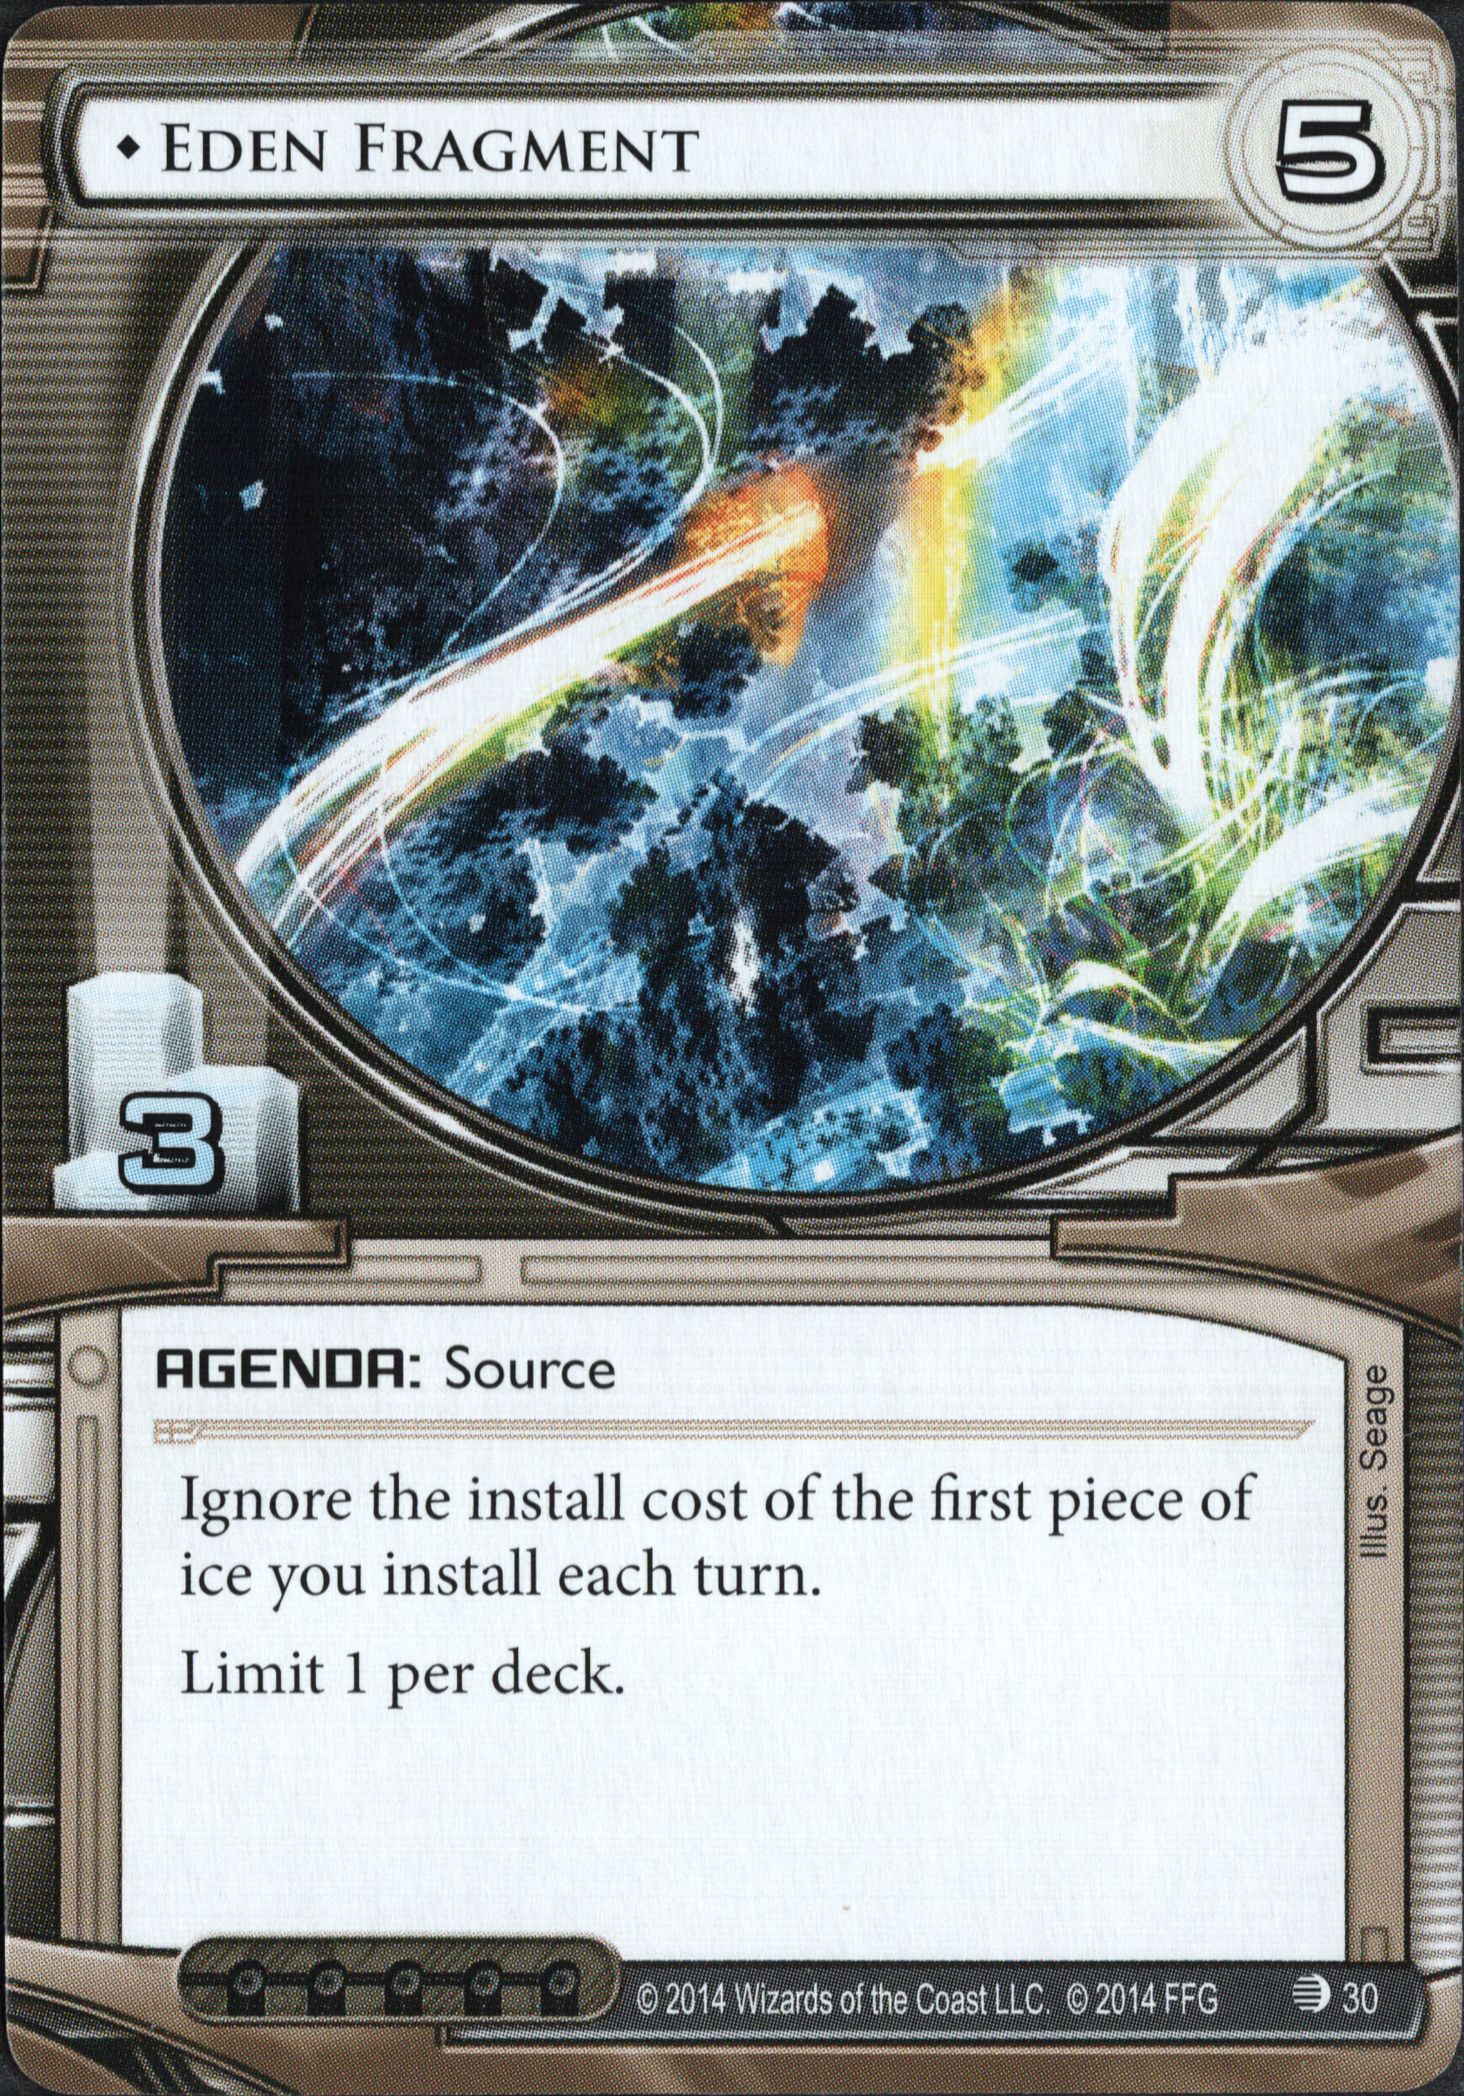 ◆ EDEN FRAGMENT
5
3
AGENDA: Source
Ignore the install cost of the first piece of
ice you install each turn.
Limit 1 per deck.
Illus. Seage
© 2014 Wizards of the Coast LLC. © 2014 FFG
30